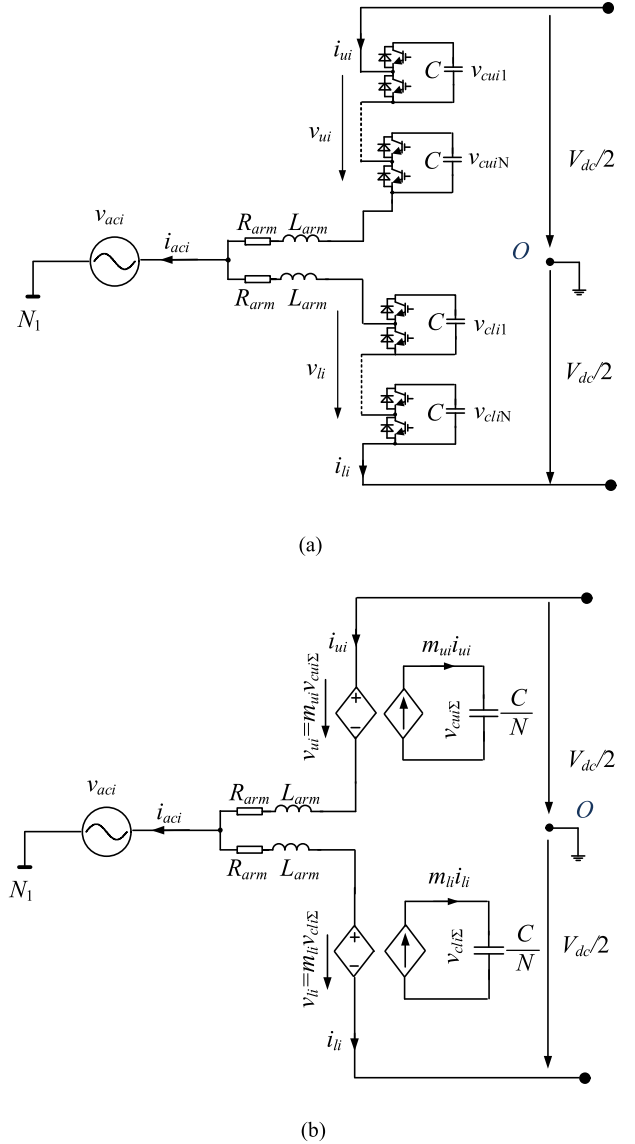 i_ui
C
v_cui1
v_ui
C
v_cuiN
V_dc/2
v_aci
i_aci
R_arm L_arm
O
R_arm L_arm
N_1
C
v_cli1
v_li
V_dc/2
C
v_cliN
i_li
(a)
i_ui
v_ui=m_ui v_cuiΣ
+
−
m_ui i_ui
v_cuiΣ
C
N
V_dc/2
v_aci
i_aci
R_arm L_arm
O
R_arm L_arm
N_1
m_li i_li
v_li=m_li v_cliΣ
+
−
v_cliΣ
C
N
V_dc/2
i_li
(b)